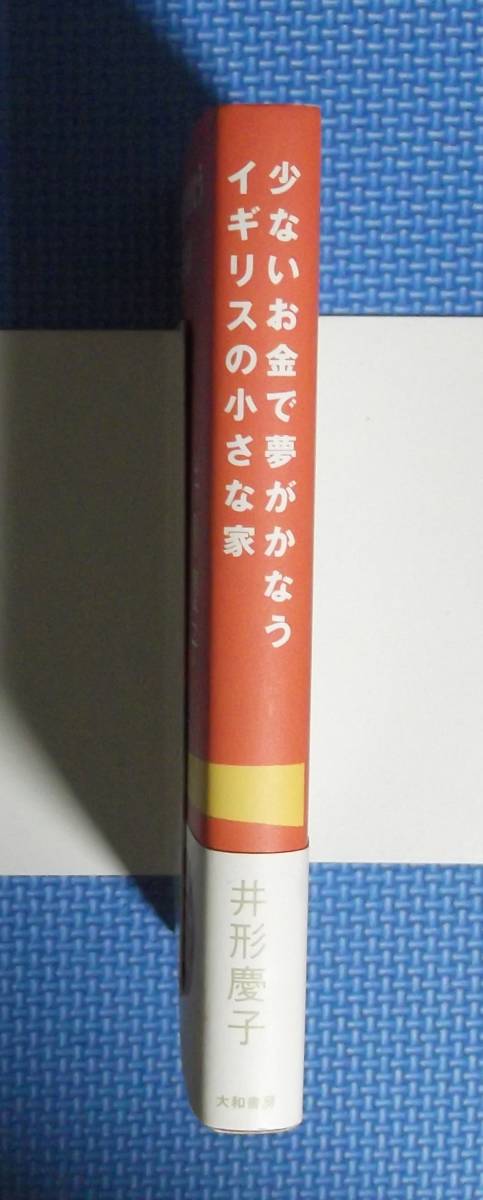 少ないお金で夢がかなう
イギリスの小さな家
井形慶子
大和書房